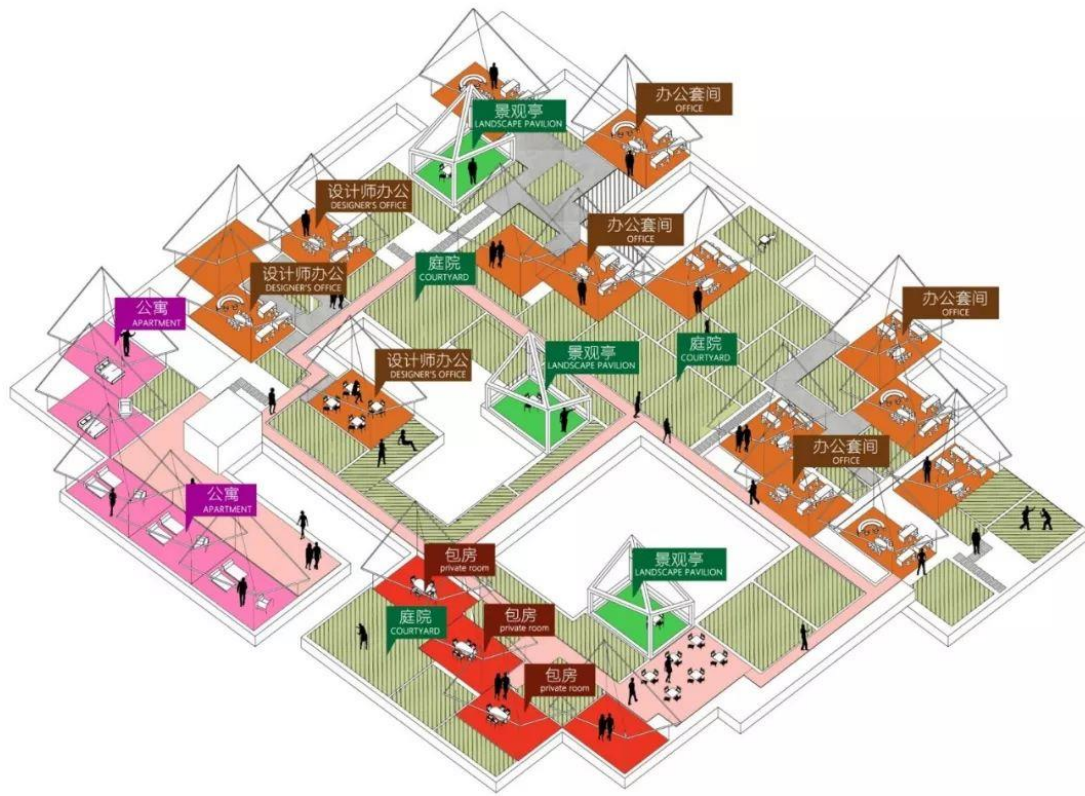 办公套间
OFFICE
景观亭
LANDSCAPE PAVILION
设计师办公
DESIGNER'S OFFICE
办公套间
OFFICE
庭院
COURTYARD
设计师办公
DESIGNER'S OFFICE
公寓
APARTMENT
办公套间
OFFICE
景观亭
LANDSCAPE PAVILION
庭院
COURTYARD
设计师办公
DESIGNER'S OFFICE
办公套间
OFFICE
公寓
APARTMENT
包房
private room
景观亭
LANDSCAPE PAVILION
庭院
COURTYARD
包房
private room
包房
private room